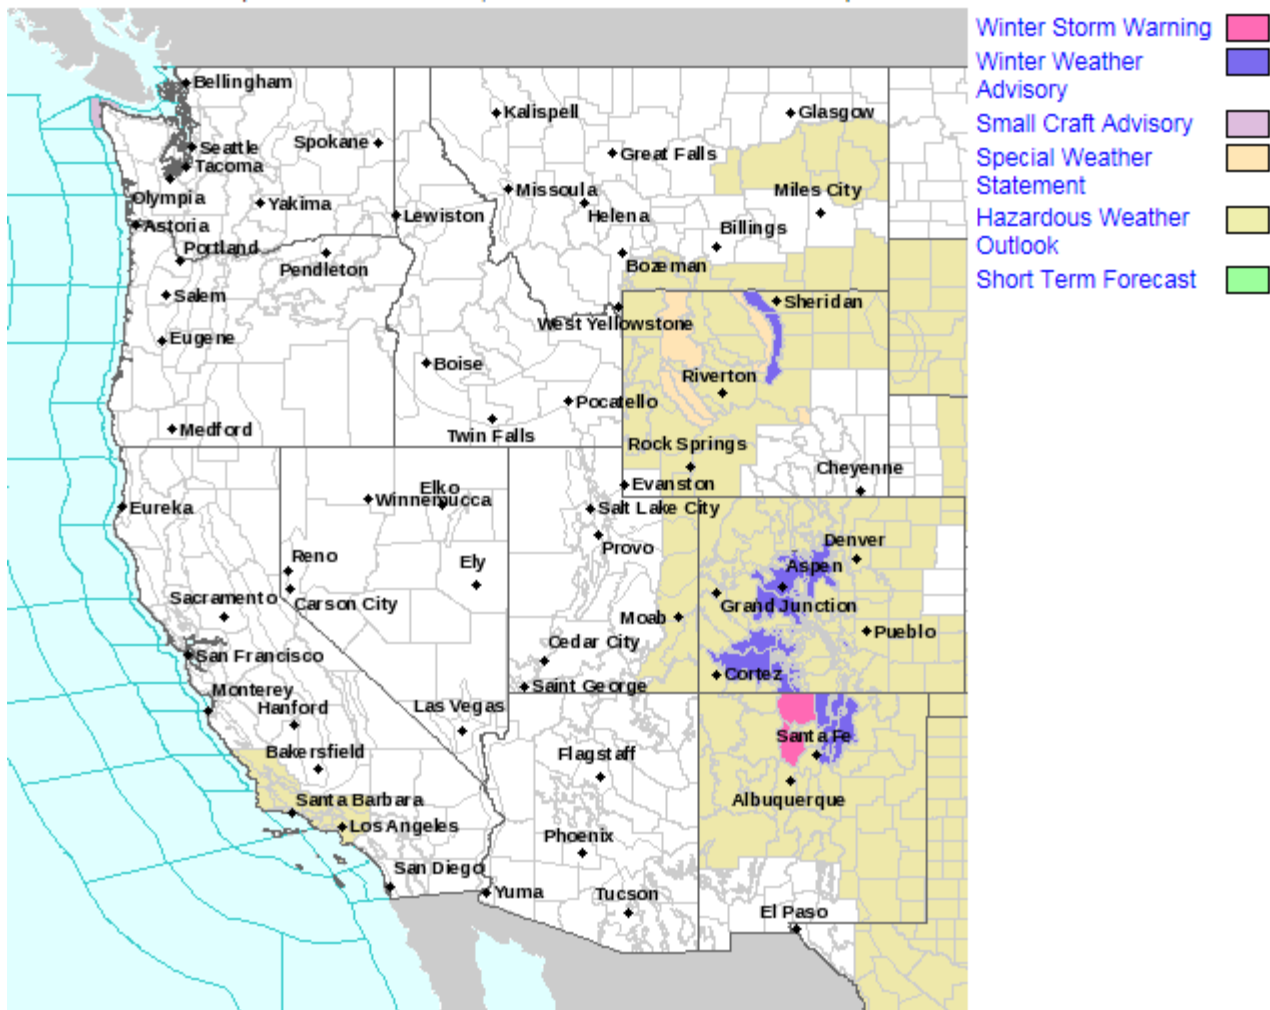 Winter Storm Warning
Winter Weather
Advisory
Small Craft Advisory
Special Weather
Statement
Hazardous Weather
Outlook
Short Term Forecast
Bellingham
Kalispell
Glasgow
Seattle
Spokane
Great Falls
Tacoma
Missoula
Miles City
Olympia
Yakima
Lewiston
Helena
Astoria
Billings
Portland
Pendleton
Bozeman
Salem
Sheridan
West Yellowstone
Eugene
Boise
Riverton
Pocatello
Medford
Twin Falls
Rock Springs
Cheyenne
Elko
Evanston
Winnemucca
Eureka
Salt Lake City
Denver
Provo
Reno
Ely
Aspen
Sacramento
Carson City
Grand Junction
Moab
Pueblo
Cedar City
San Francisco
Cortez
Monterey
Saint George
Hanford
Las Vegas
Santa Fe
Bakersfield
Flagstaff
Santa Barbara
Albuquerque
Los Angeles
Phoenix
San Diego
Yuma
Tucson
El Paso